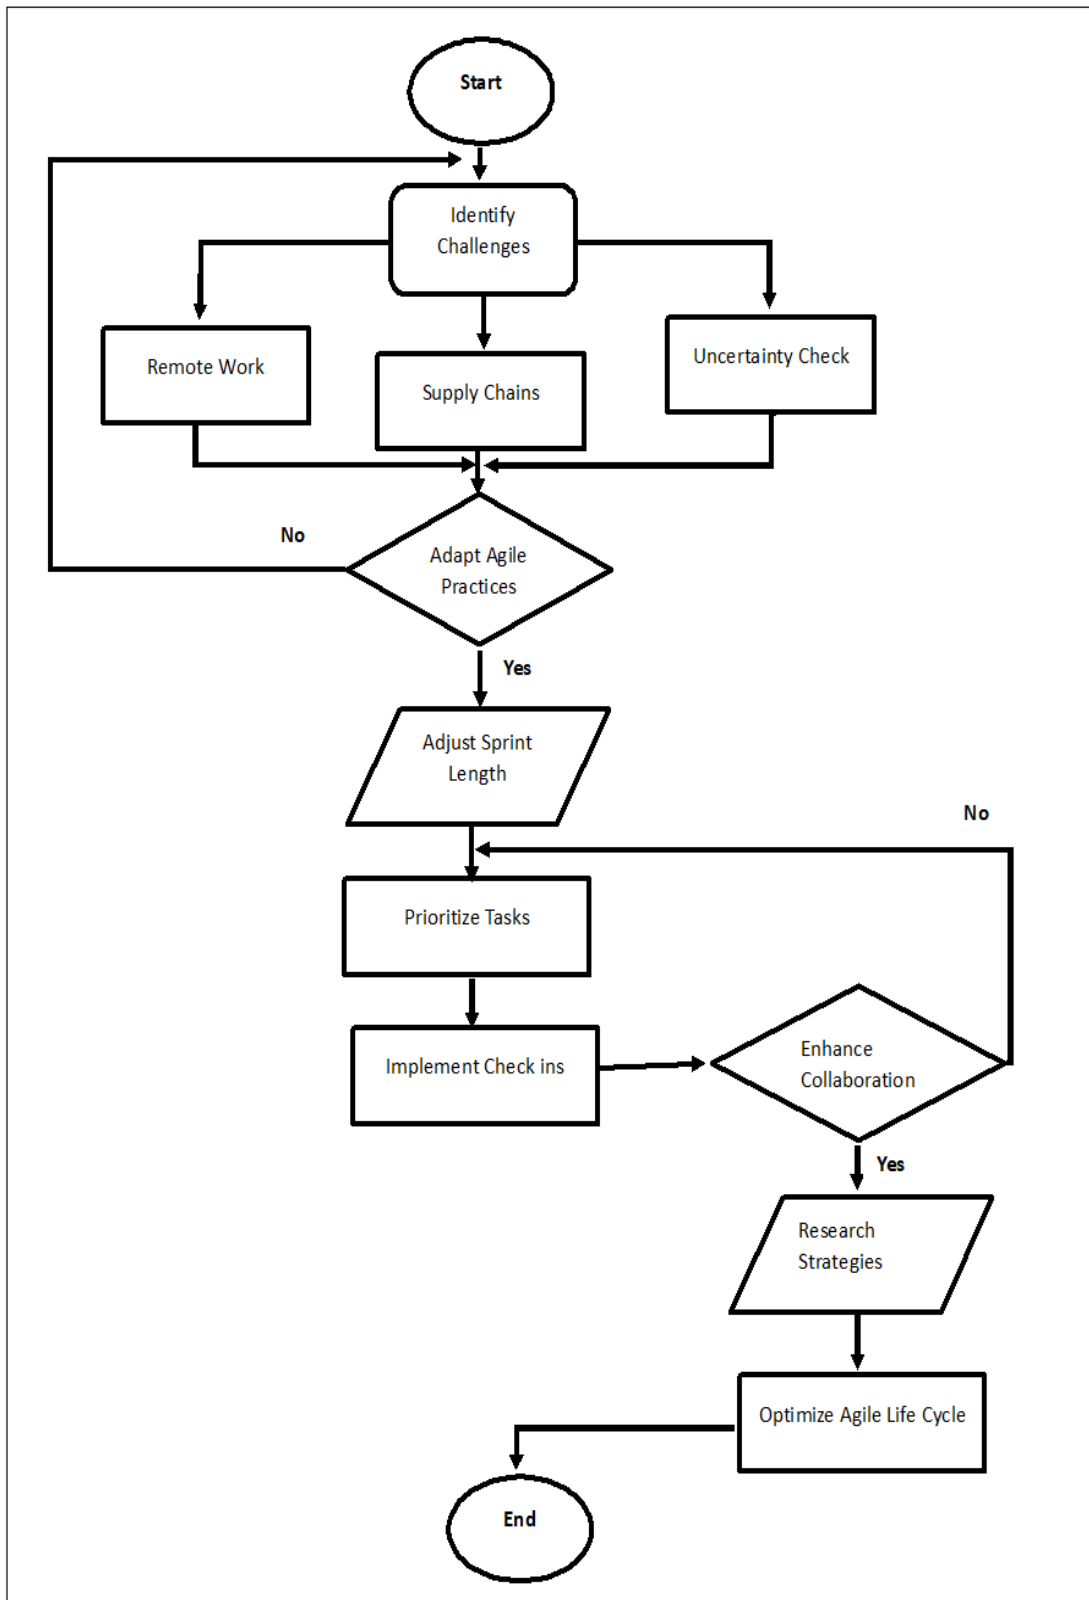 Start
Identify
Challenges
Remote Work
Supply Chains
Uncertainty Check
No
Adapt Agile
Practices
Yes
Adjust Sprint
Length
No
Prioritize Tasks
Implement Check ins
Enhance
Collaboration
Yes
Research
Strategies
Optimize Agile Life Cycle
End